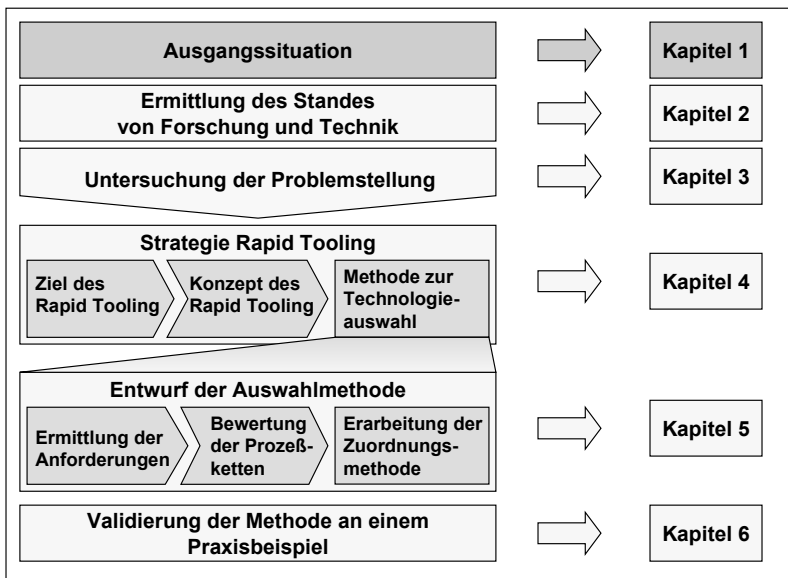 Ausgangssituation
Kapitel 1
Ermittlung des Standes
von Forschung und Technik
Kapitel 2
Untersuchung der Problemstellung
Kapitel 3
Strategie Rapid Tooling
Ziel des
Rapid Tooling
Konzept des
Rapid Tooling
Methode zur
Technologie-
auswahl
Kapitel 4
Entwurf der Auswahlmethode
Ermittlung der
Anforderungen
Bewertung
der Prozeß-
ketten
Erarbeitung der
Zuordnungs-
methode
Kapitel 5
Validierung der Methode an einem
Praxisbeispiel
Kapitel 6